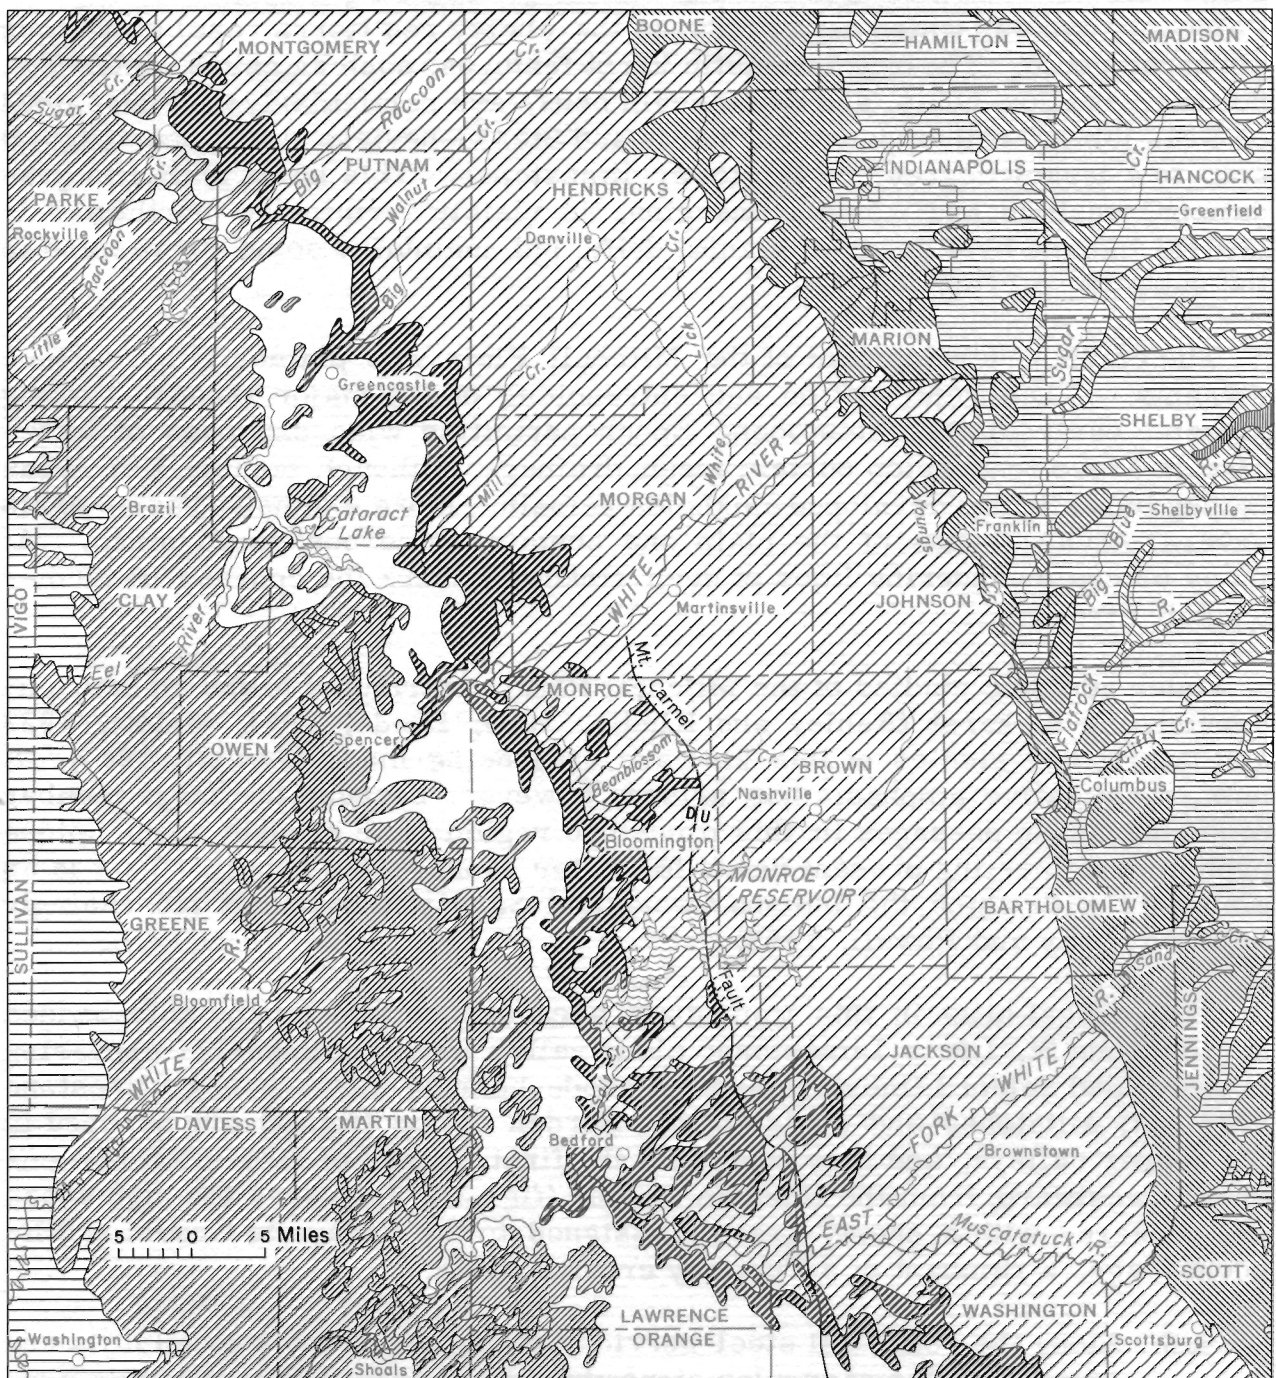 BOONE
MONTGOMERY
Cr.
HAMILTON
MADISON
Raccoon
Cr.
Sugar
Cr.
INDIANAPOLIS
Cr.
PUTNAM
Big
Cr.
HENDRICKS
HANCOCK
PARKE
Walnut
Greenfield
Rockville
Danville
Cr.
Raccoon
Big
Little
Lick
MARION
Sugar
Greencastle
Cr.
SHELBY
White
RIVER
R.
Mill
MORGAN
Brazil
Shelbyville
Cataract
Lake
Youngs
Franklin
Blue
WHITE
VIGO
CLAY
Martinsville
JOHNSON
Cr.
Big
R.
River
Eel
Mt.
Carmel
MONROE
Flatrock
Spencer
OWEN
Clifty Cr.
Beanblossom
Cr.
BROWN
Nashville
Columbus
D U
Bloomington
MONROE
RESERVOIR
SULLIVAN
GREENE
BARTHOLOMEW
R.
Sand
Cr.
Bloomfield
Fault
R.
JENNINGS
JACKSON
WHITE
WHITE
DAVIESS
MARTIN
FORK
Bedford
Brownstown
5 0 5 Miles
EAST
Muscatatuck R.
SCOTT
LAWRENCE
ORANGE
WASHINGTON
Washington
Scottsburg
Shoals